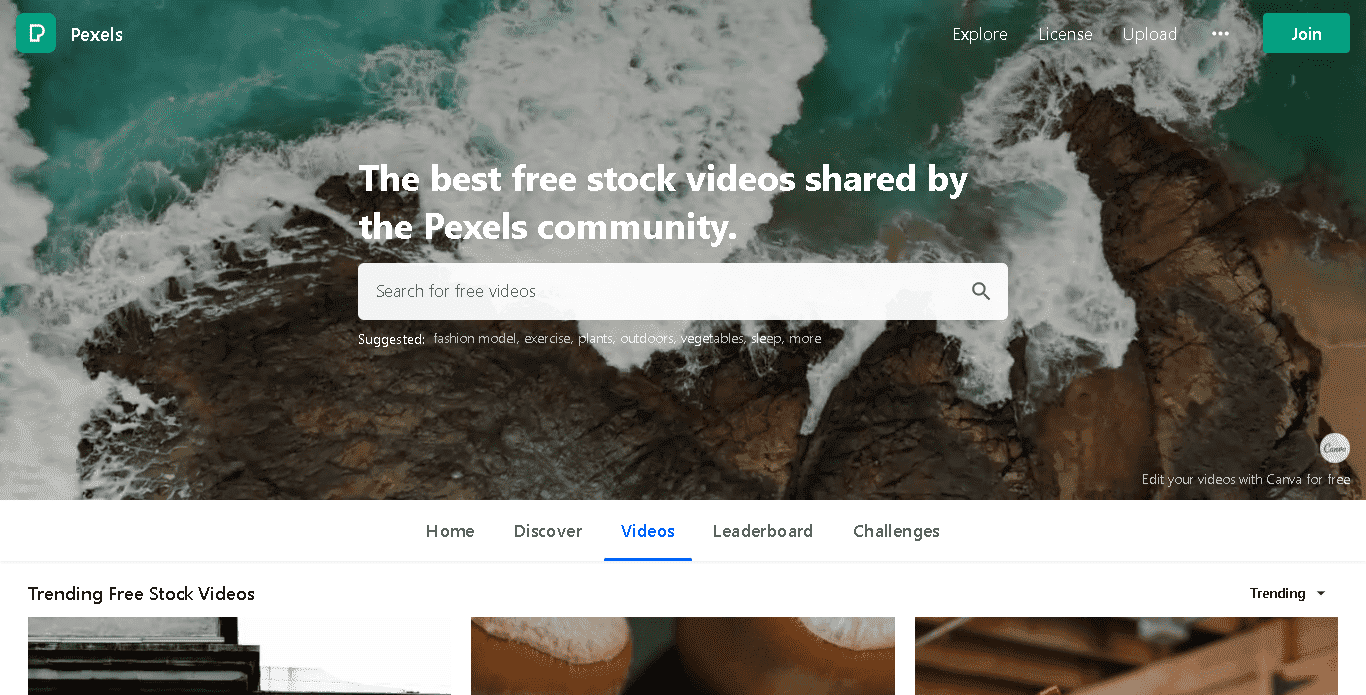 Pexels
Explore
License
Upload
Join
The best free stock videos shared by
the Pexels community.
Search for free videos
Suggested: fashion model, exercise, plants, outdoors, vegetables, sleep, more
Canva
Edit your videos with Canva for free
Home
Discover
Videos
Leaderboard
Challenges
Trending Free Stock Videos
Trending